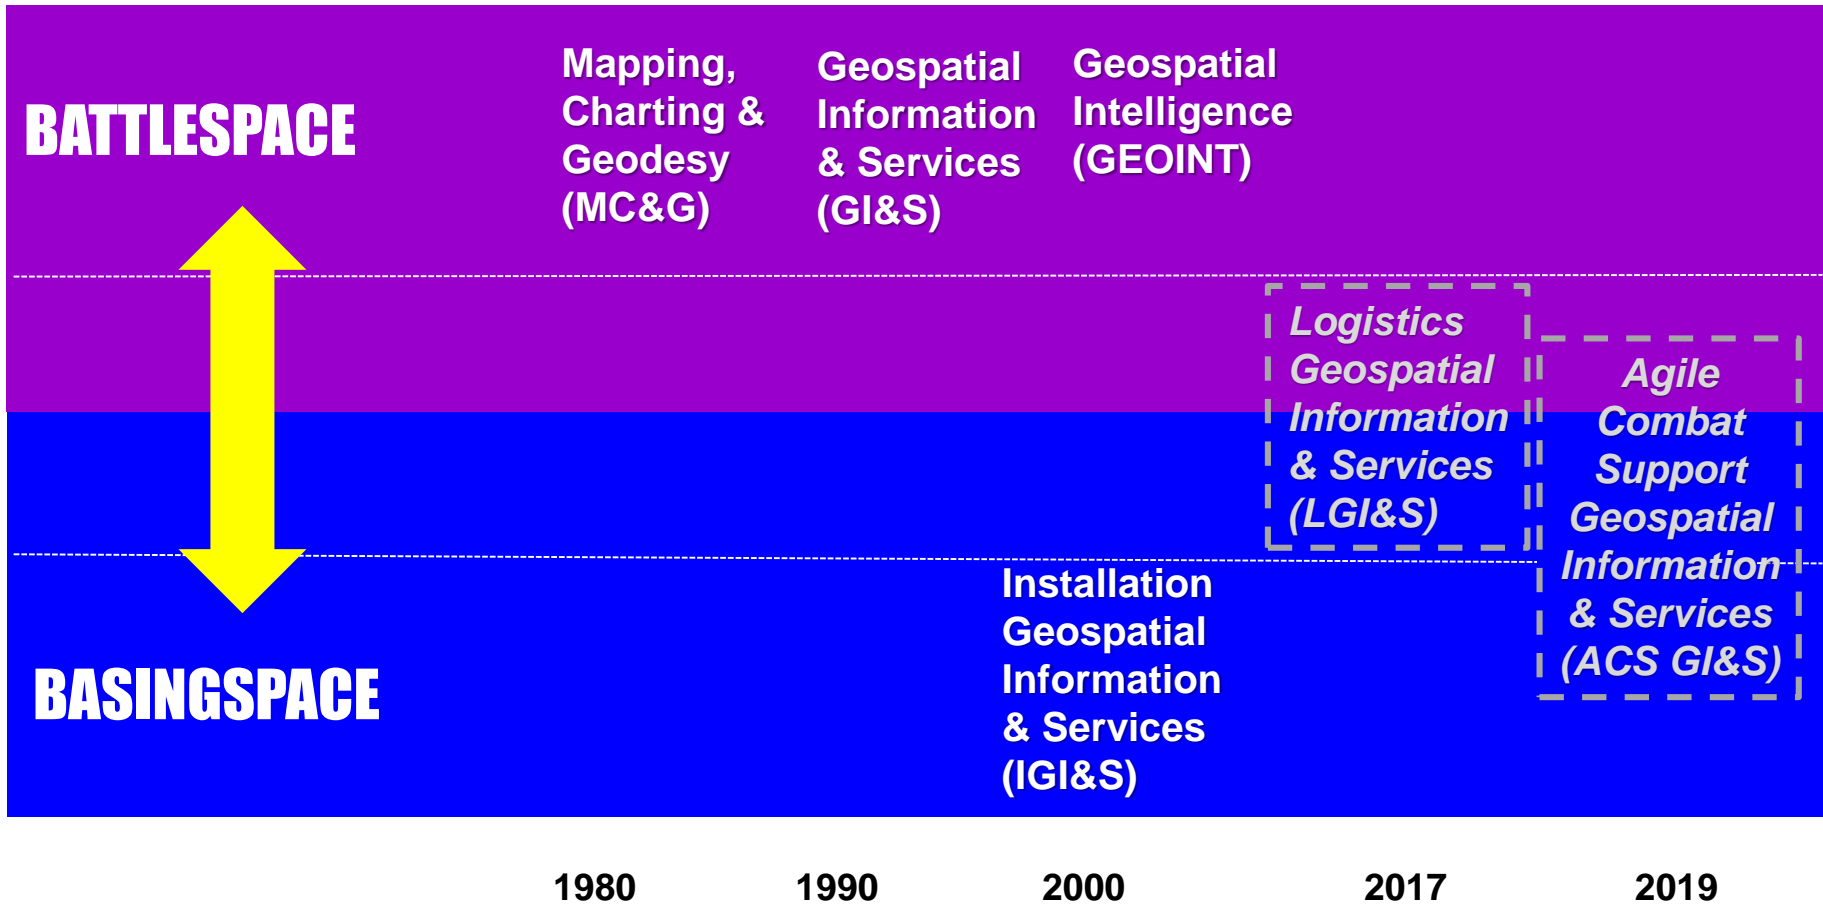 BATTLESPACE
Mapping,
Charting &
Geodesy
(MC&G)
Geospatial
Information
& Services
(GI&S)
Geospatial
Intelligence
(GEOINT)
Logistics
Geospatial
Information
& Services
(LGI&S)
Agile
Combat
Support
Geospatial
Information
& Services
(ACS GI&S)
BASINGSPACE
Installation
Geospatial
Information
& Services
(IGI&S)
1980
1990
2000
2017
2019